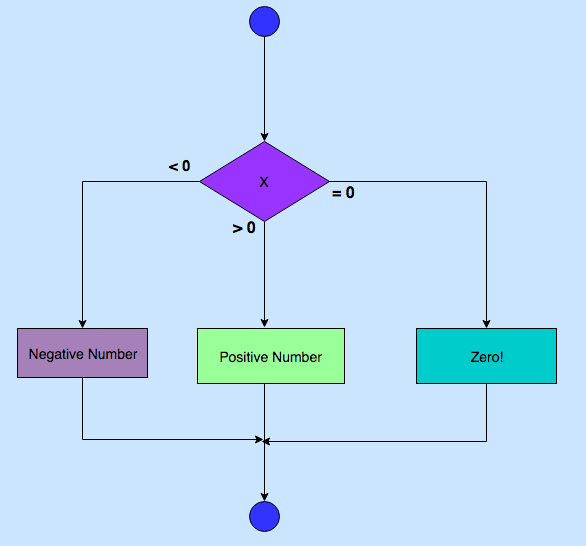 < 0
X
= 0
> 0
Negative Number
Positive Number
Zero!